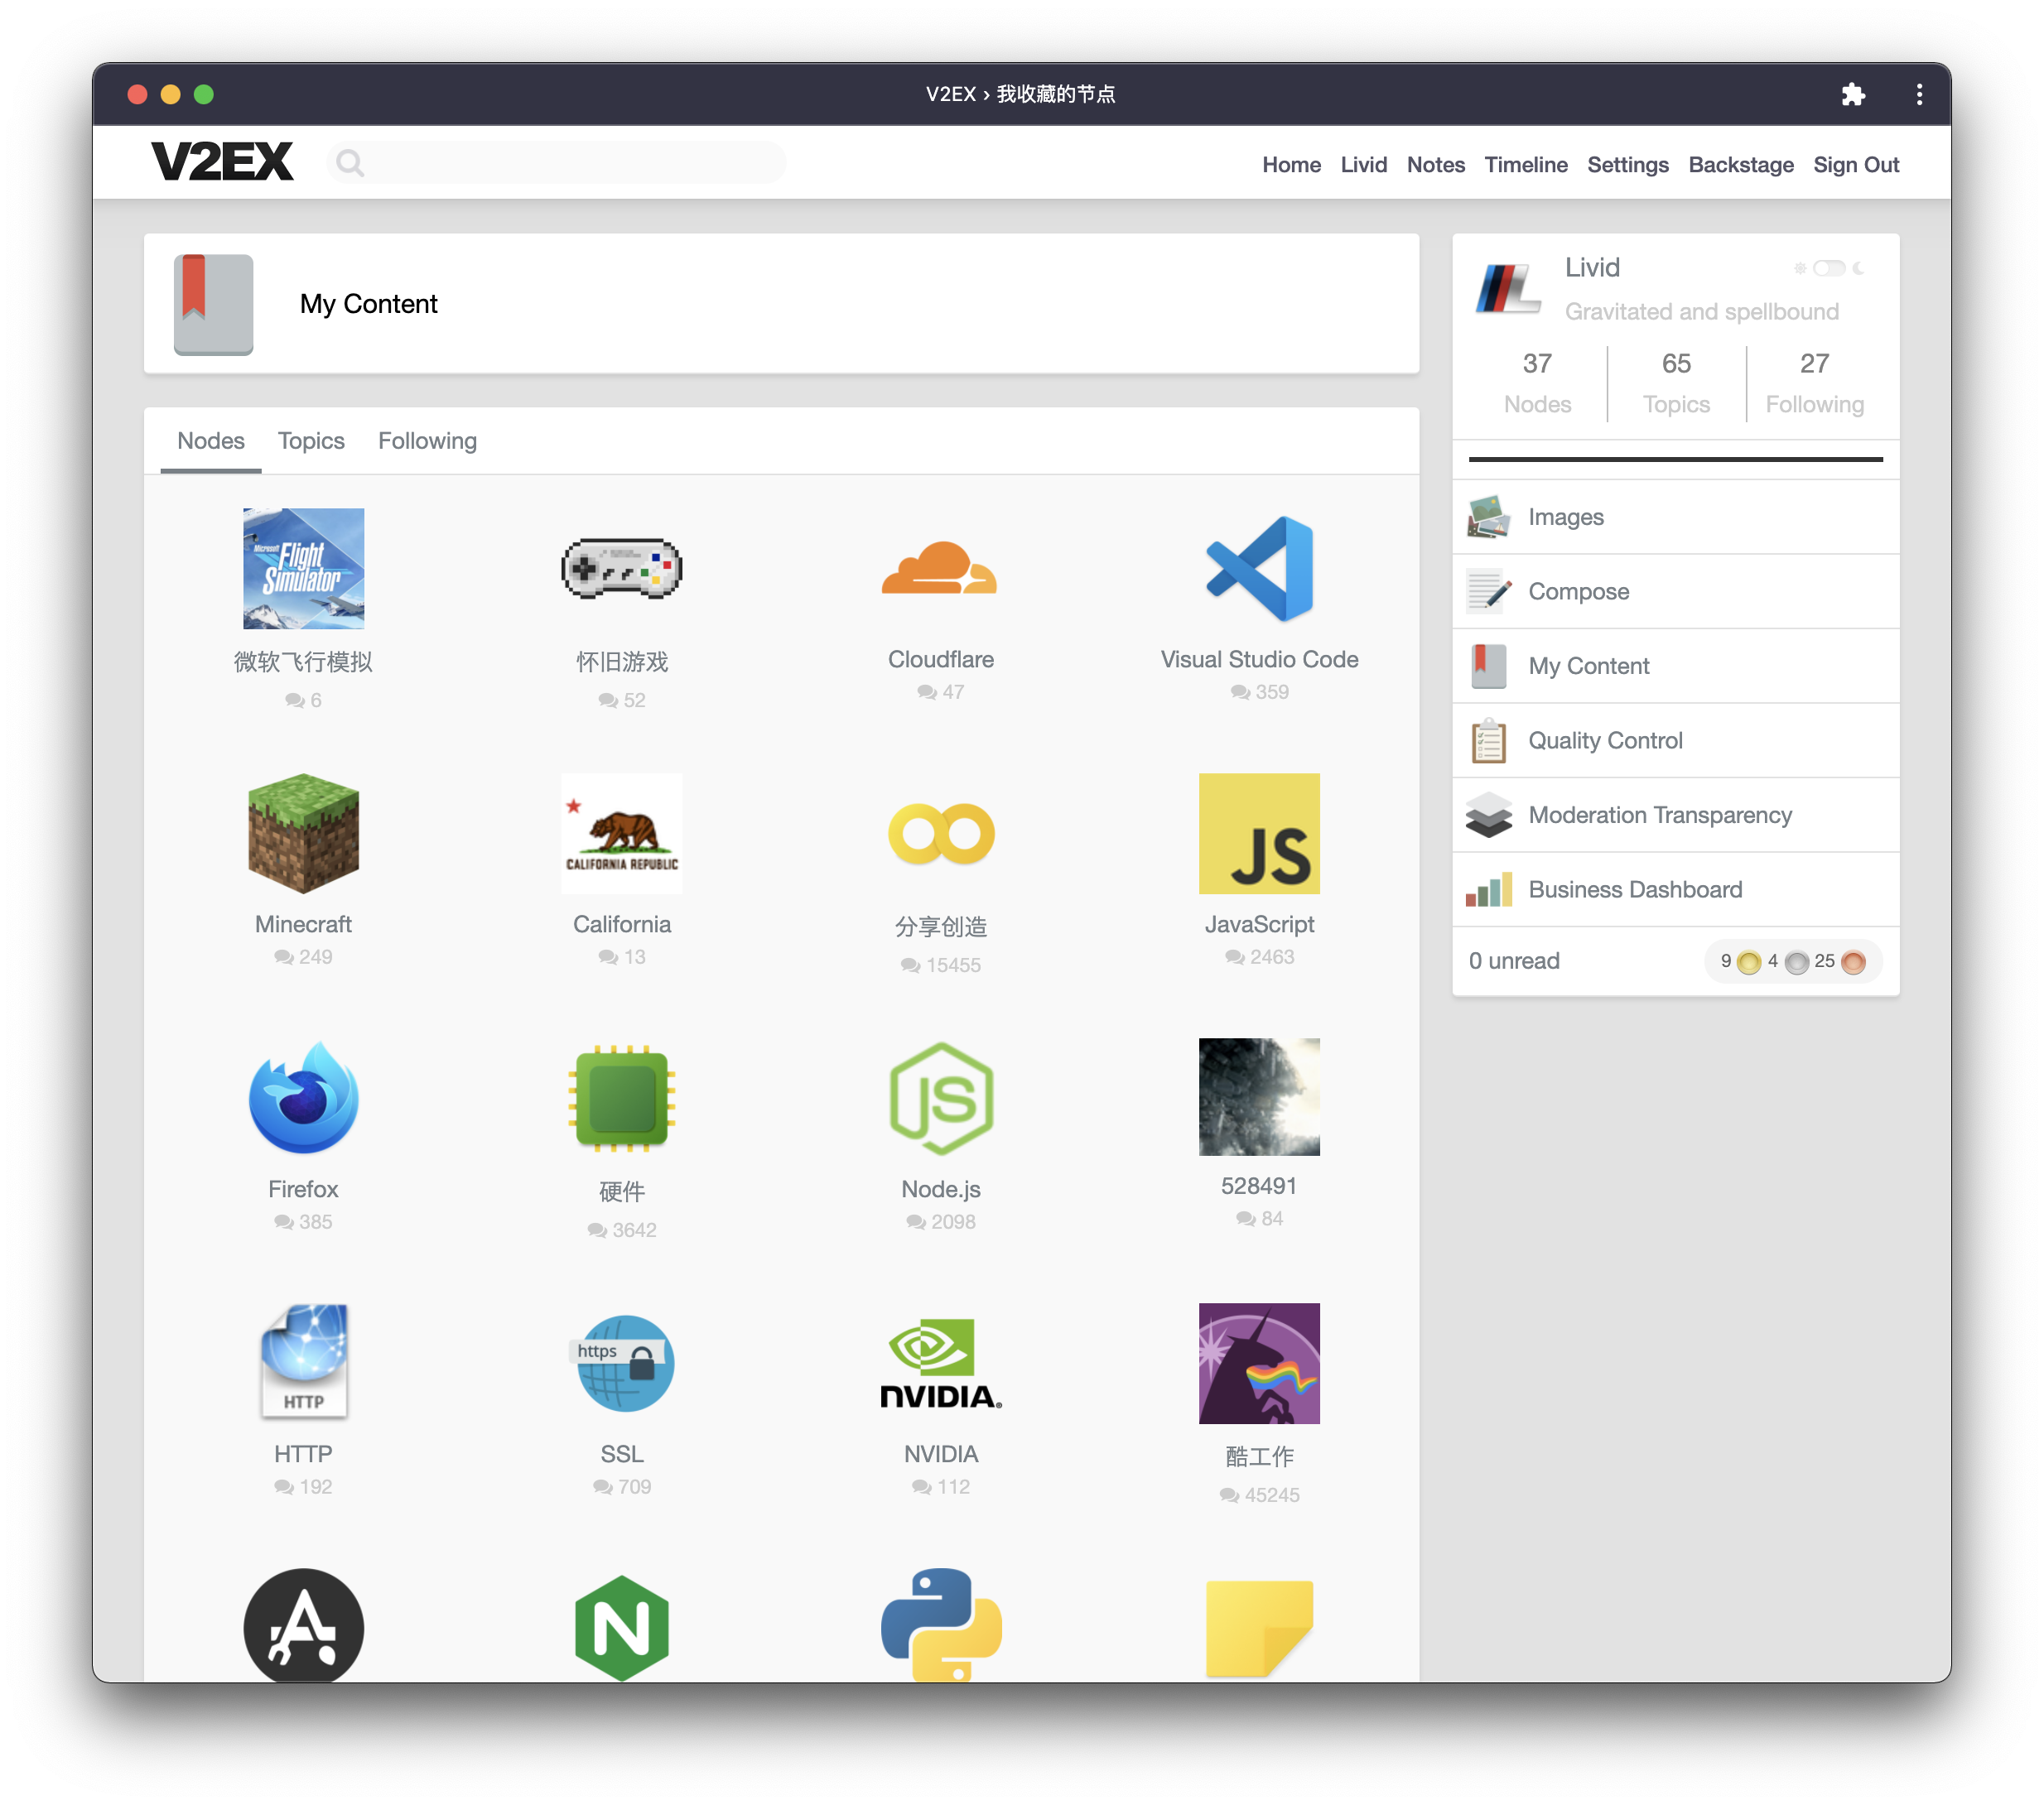 V2EX › 我收藏的节点
V2EX
Home Livid Notes Timeline Settings Backstage Sign Out
My Content
Nodes Topics Following
Microsoft Flight Simulator
微软飞行模拟
6
怀旧游戏
52
Cloudflare
47
Visual Studio Code
359
Minecraft
249
CALIFORNIA REPUBLIC
California
13
分享创造
15455
JS
JavaScript
2463
Firefox
385
硬件
3642
JS
Node.js
2098
528491
84
HTTP
HTTP
192
https
SSL
709
NVIDIA®
NVIDIA
112
酷工作
45245
N
Livid
Gravitated and spellbound
37 65 27
Nodes Topics Following
Images
Compose
My Content
Quality Control
Moderation Transparency
Business Dashboard
0 unread 9 4 25